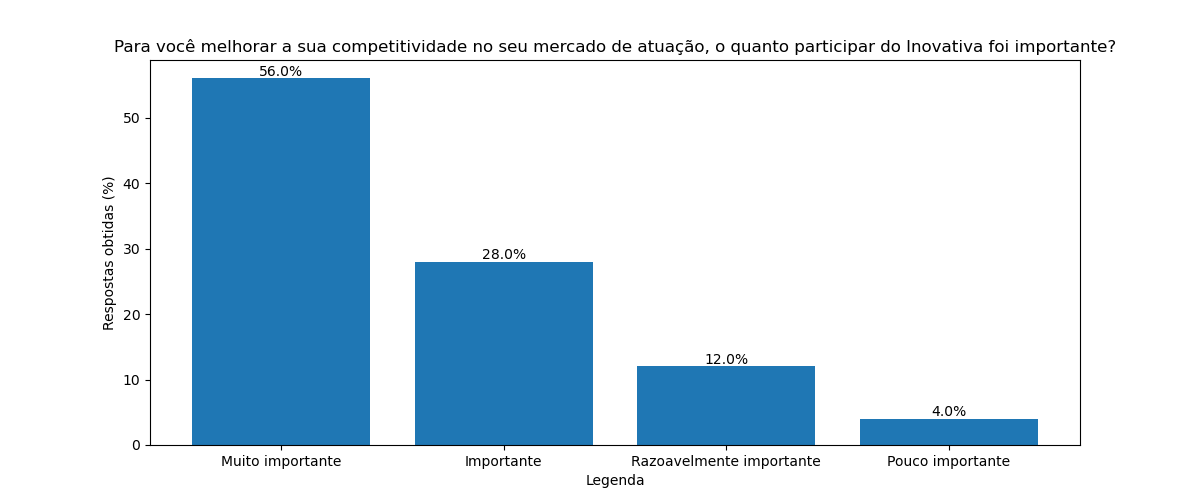 Para você melhorar a sua competitividade no seu mercado de atuação, o quanto participar do Inovativa foi importante?
56.0%
28.0%
12.0%
4.0%
Respostas obtidas (%)
50
40
30
20
10
0
Muito importante
Importante
Razoavelmente importante
Pouco importante
Legenda